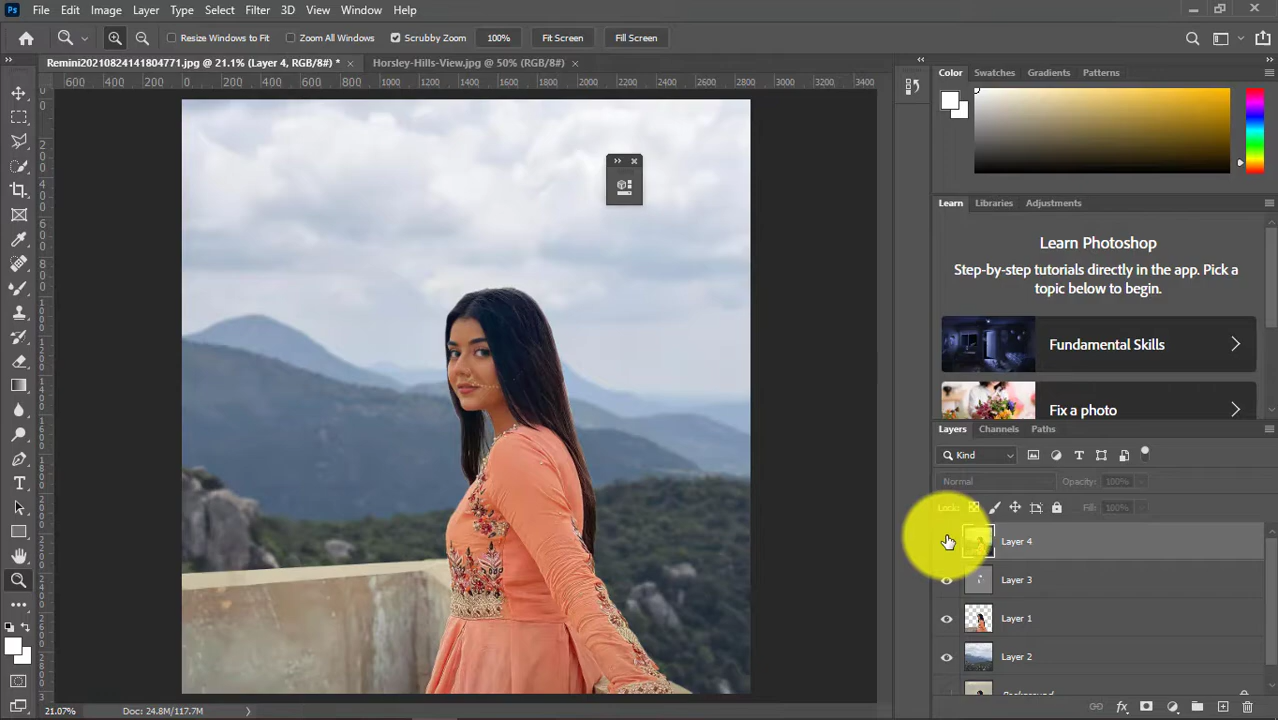 Ps File Edit Image Layer Type Select Filter 3D View Window Help
Resize Windows to Fit Zoom All Windows Scrubby Zoom 100% Fit Screen Fill Screen
Remini20210824141804771.jpg @ 21.1% (Layer 4, RGB/8#) * Horsley-Hills-View.jpg @ 50% (RGB/8#)
600 400 200 0 200 400 600 800 1000 1200 1400 1600 1800 2000 2200 2400 2600 2800 3000 3200 3400
Color Swatches Gradients Patterns
Learn Libraries Adjustments
Learn Photoshop
Step-by-step tutorials directly in the app. Pick a
topic below to begin.
Fundamental Skills
Fix a photo
Layers Channels Paths
Kind
Normal Opacity: 100%
Lock: Fill: 100%
Layer 4
Layer 3
Layer 1
Layer 2
Background
21.07% Doc: 24.8M/117.7M